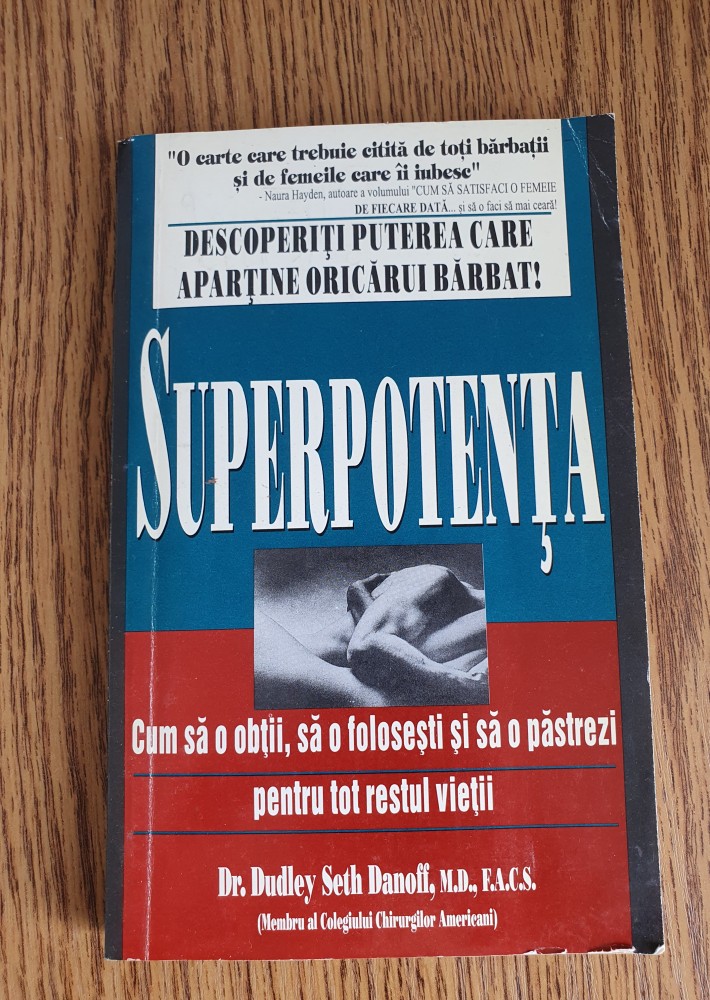 "O carte care trebuie citită de toți bărbații
și de femeile care îi iubesc"
- Naura Hayden, autoare a volumului "CUM SĂ SATISFACI O FEMEIE
DE FIECARE DATĂ... și să o faci să mai ceară!
DESCOPERIȚI PUTEREA CARE
APARȚINE ORICĂRUI BĂRBAT!
SUPERPOTENȚA
Cum să o obții, să o folosești și să o păstrezi
pentru tot restul vieții
Dr. Dudley Seth Danoff, M.D., F.A.C.S.
(Membru al Colegiului Chirurgilor Americani)